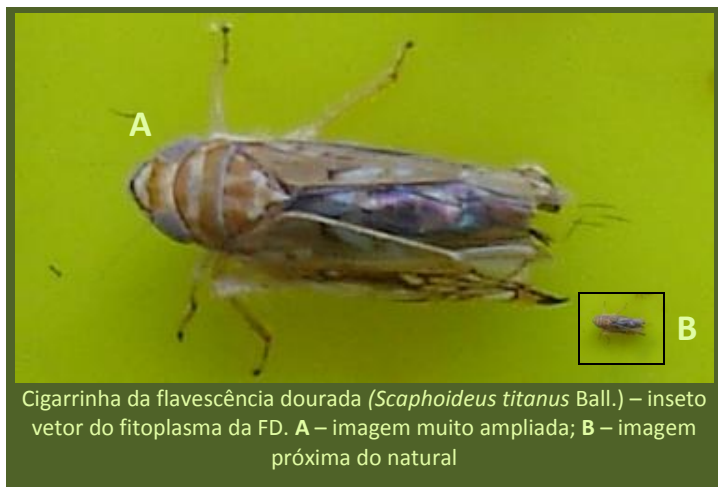 A
B
Cigarrinha da flavescência dourada (Scaphoideus titanus Ball.) – inseto
vetor do fitoplasma da FD. A – imagem muito ampliada; B – imagem
próxima do natural